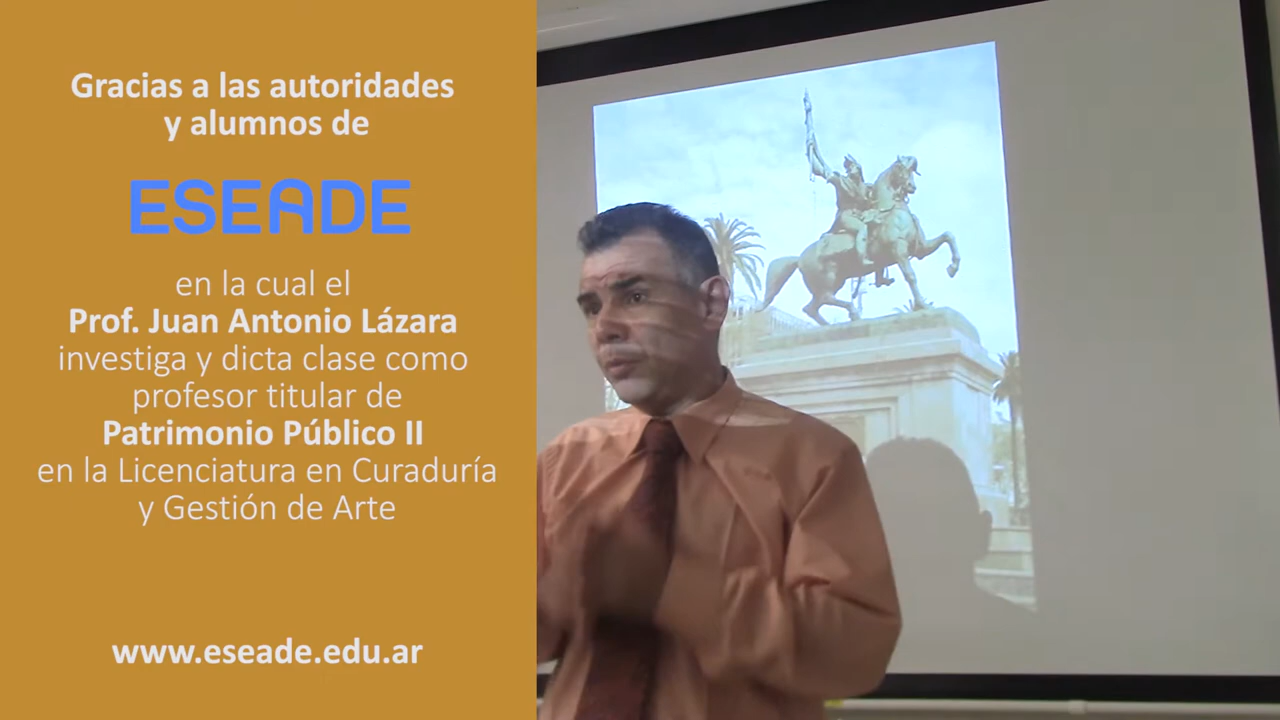 Gracias a las autoridades
y alumnos de
ESEADE
en la cual el
Prof. Juan Antonio Lázara
investiga y dicta clase como
profesor titular de
Patrimonio Público II
en la Licenciatura en Curaduría
y Gestión de Arte
www.eseade.edu.ar